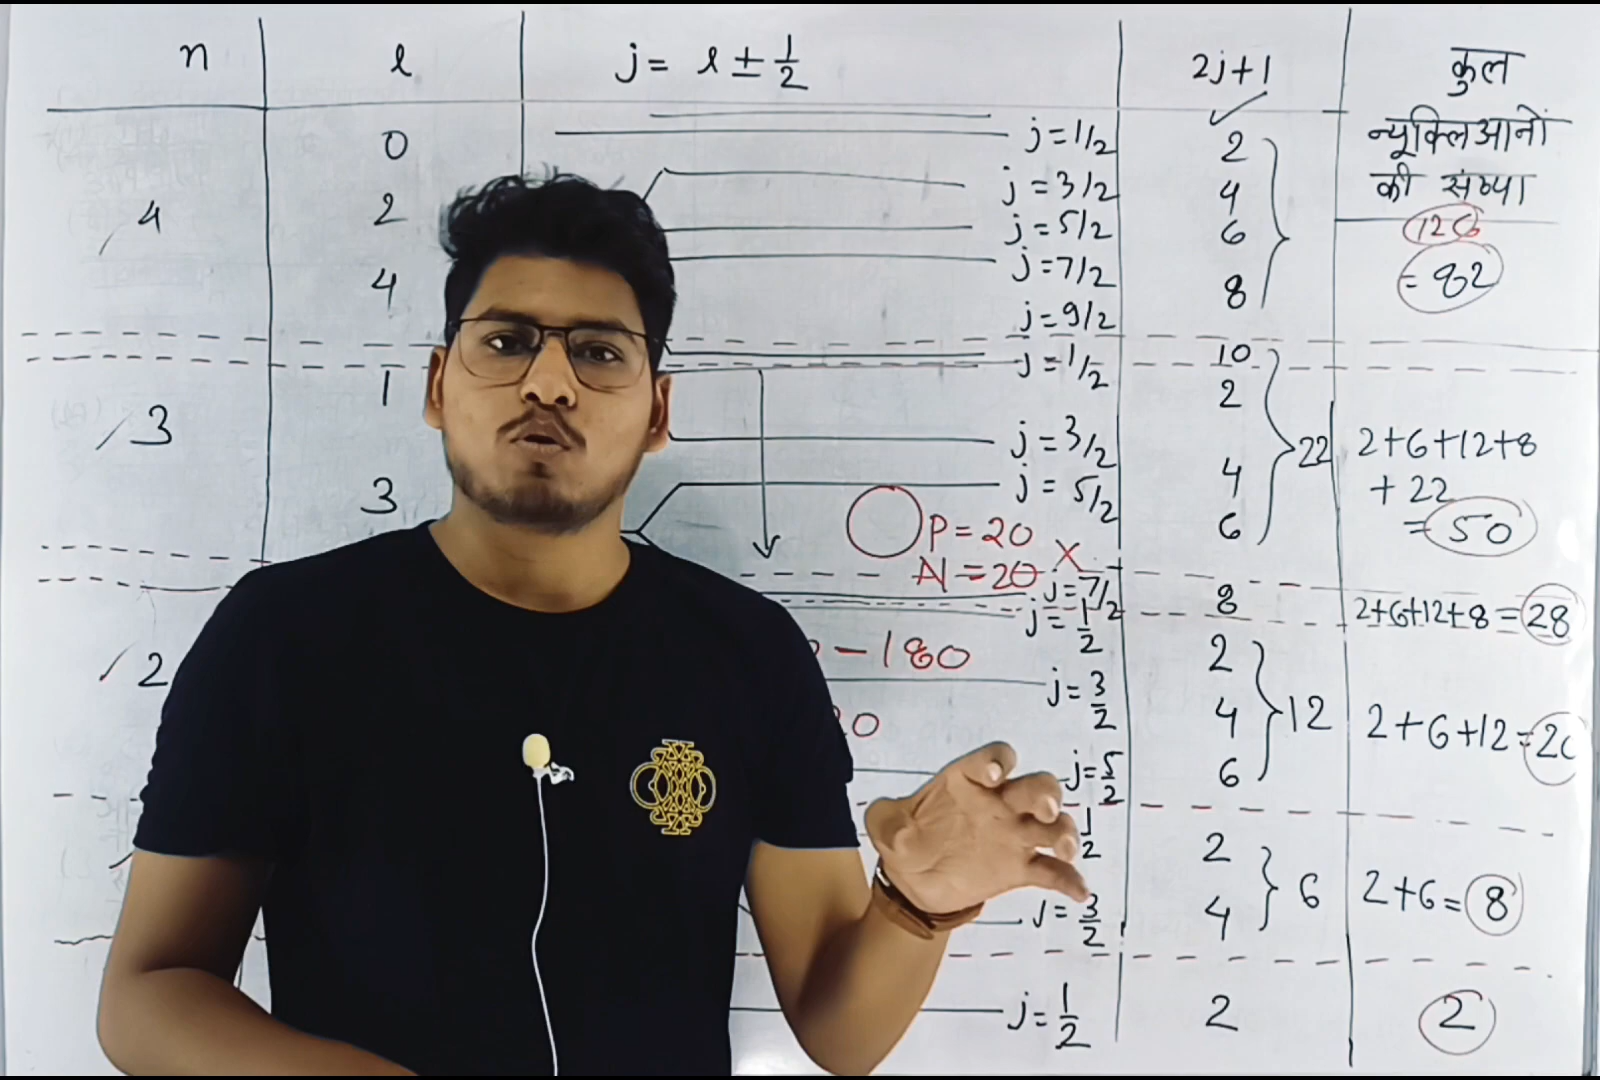 n l j = l ± 1/2 2j+1 कुल
न्यूक्लिआनों
की संख्या
126
= 82
4
0 j = 1/2 2
2 j = 3/2 4
j = 5/2 6
4 j = 7/2 8
j = 9/2 10
3
1 j = 1/2 2
j = 3/2 4
3 j = 5/2 6
22 2+6+12+8
+ 22
= 50
P = 20
N = 20 X
j = 7/2 8 2+6+12+8 = 28
2
j = 1/2 2
j = 3/2 4
j = 5/2 6
12 2+6+12 = 20
– 180
1/2 2
j = 3/2 4
6 2+6 = 8
j = 1/2 2 2